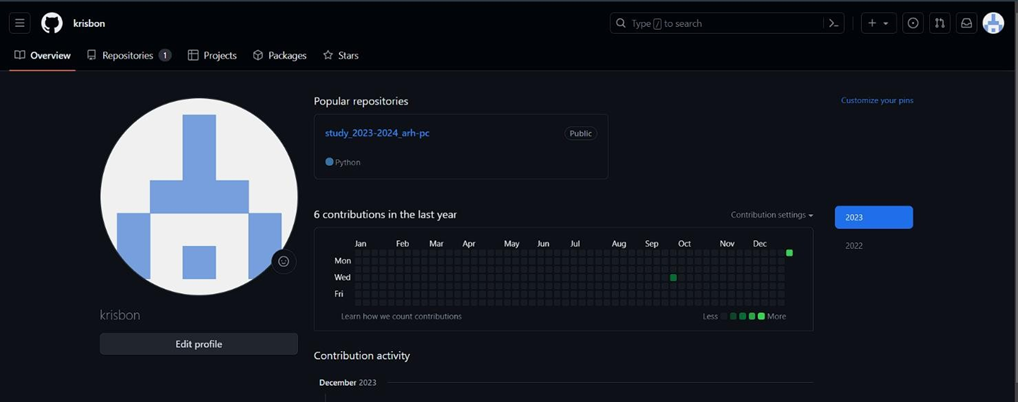 krisbon
Type / to search
Overview
Repositories 1
Projects
Packages
Stars
Popular repositories
Customize your pins
study_2023-2024_arh-pc
Public
Python
6 contributions in the last year
Contribution settings
2023
2022
Jan Feb Mar Apr May Jun Jul Aug Sep Oct Nov Dec
Mon
Wed
Fri
Learn how we count contributions
Less More
krisbon
Edit profile
Contribution activity
December 2023